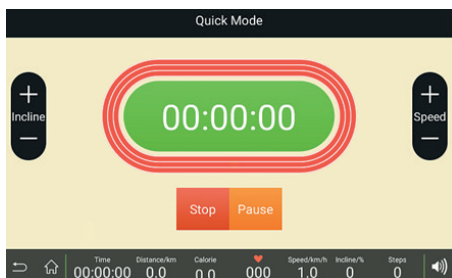 Quick Mode
+ +
Incline 00:00:00 Speed
− −
Stop Pause
Time Distance/km Calorie Speed/km/h Incline/% Steps
00:00:00 0.0 0.0 000 1.0 0 0